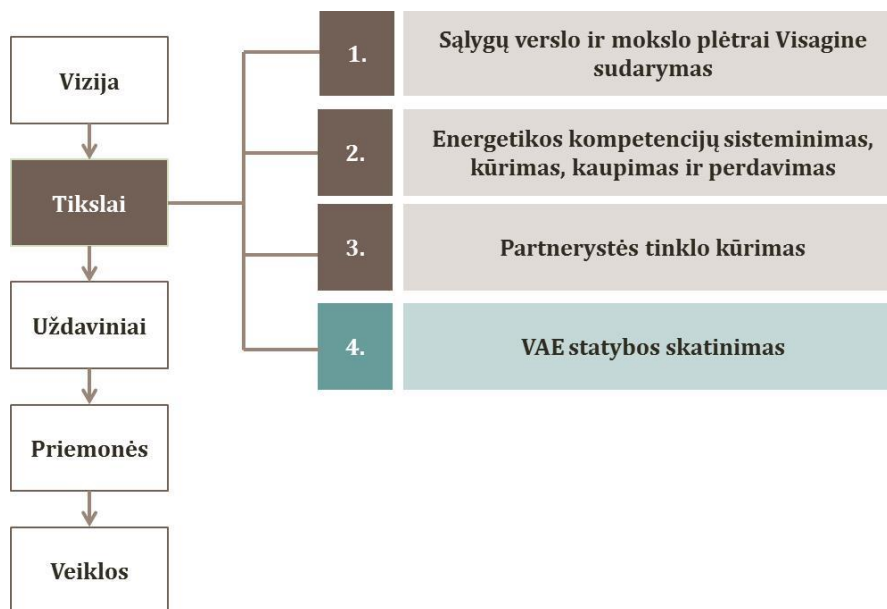 Vizija
Tikslai
Uždaviniai
Priemonės
Veiklos
1.
Sąlygų verslo ir mokslo plėtrai Visagine
sudarymas
2.
Energetikos kompetencijų sisteminimas,
kūrimas, kaupimas ir perdavimas
3.
Partnerystės tinklo kūrimas
4.
VAE statybos skatinimas